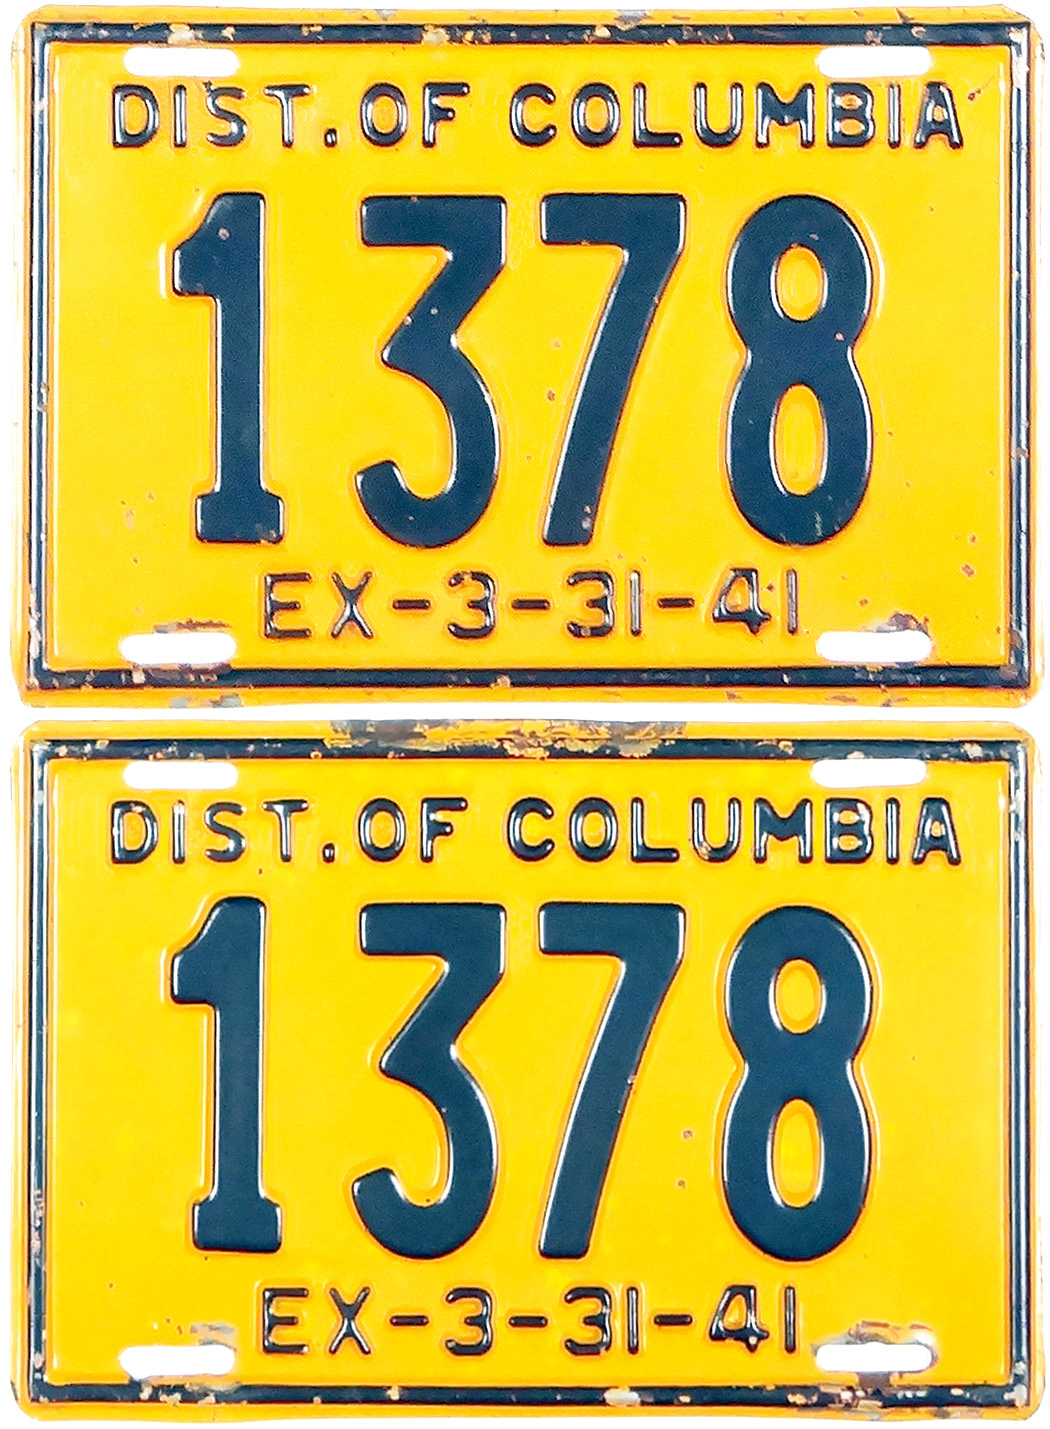 DIST. OF COLUMBIA
1378
EX-3-31-41
DIST. OF COLUMBIA
1378
EX-3-31-41